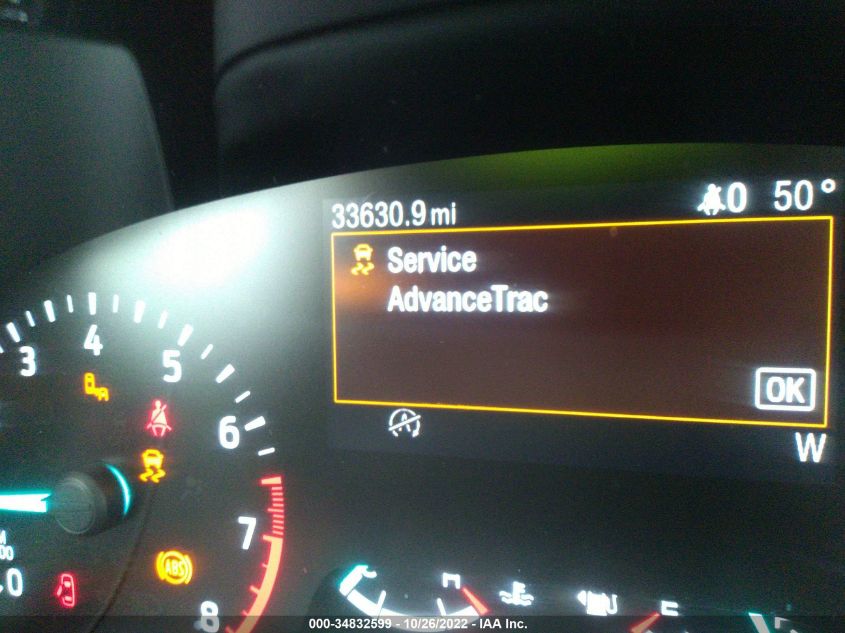 33630.9 mi
0 50°
Service
AdvanceTrac
OK
W
3
4
5
6
7
8
0
ABS
000-34832599 / 10/26/2022 - IAA Inc.